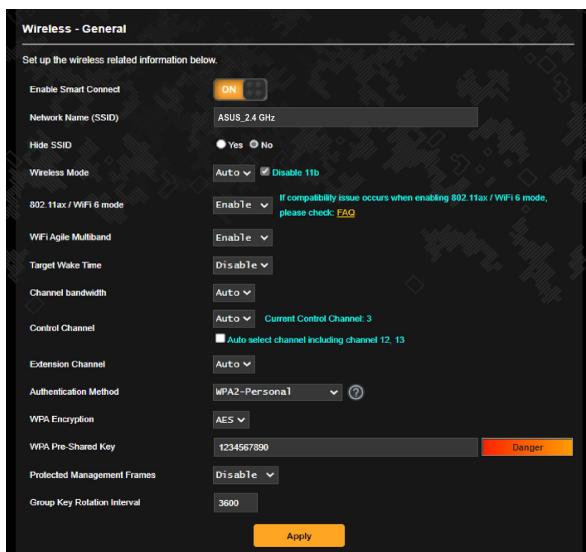 Wireless - General
Set up the wireless related information below.
Enable Smart Connect ON
Network Name (SSID) ASUS_2.4 GHz
Hide SSID Yes No
Wireless Mode Auto Disable 11b
802.11ax / WiFi 6 mode Enable If compatibility issue occurs when enabling 802.11ax / WiFi 6 mode,
please check: FAQ
WiFi Agile Multiband Enable
Target Wake Time Disable
Channel bandwidth Auto
Control Channel Auto Current Control Channel: 3
Auto select channel including channel 12, 13
Extension Channel Auto
Authentication Method WPA2-Personal ?
WPA Encryption AES
WPA Pre-Shared Key 1234567890 Danger
Protected Management Frames Disable
Group Key Rotation Interval 3600
Apply